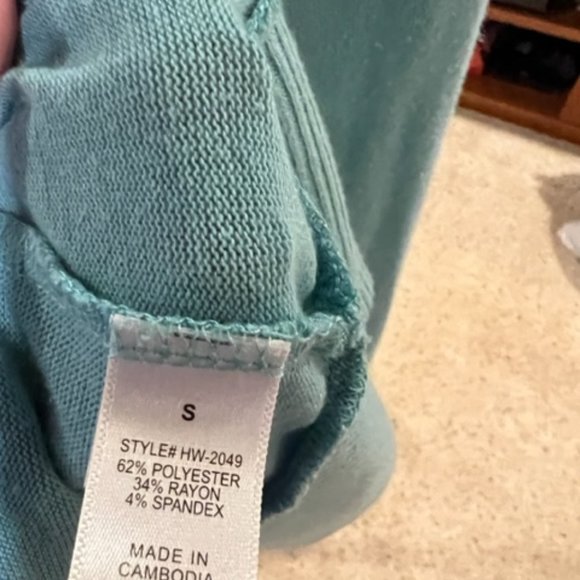 S
STYLE# HW-2049
62% POLYESTER
34% RAYON
4% SPANDEX
MADE IN
CAMBODIA